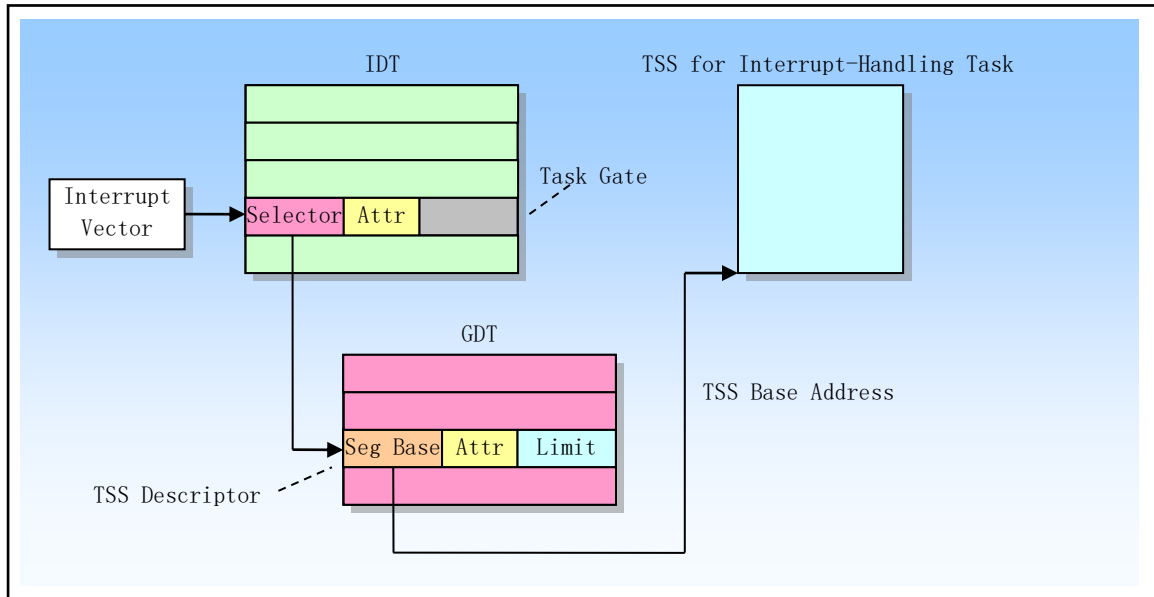 IDT
TSS for Interrupt-Handling Task
Task Gate
Interrupt
Vector
Selector
Attr
GDT
TSS Base Address
Seg Base
Attr
Limit
TSS Descriptor